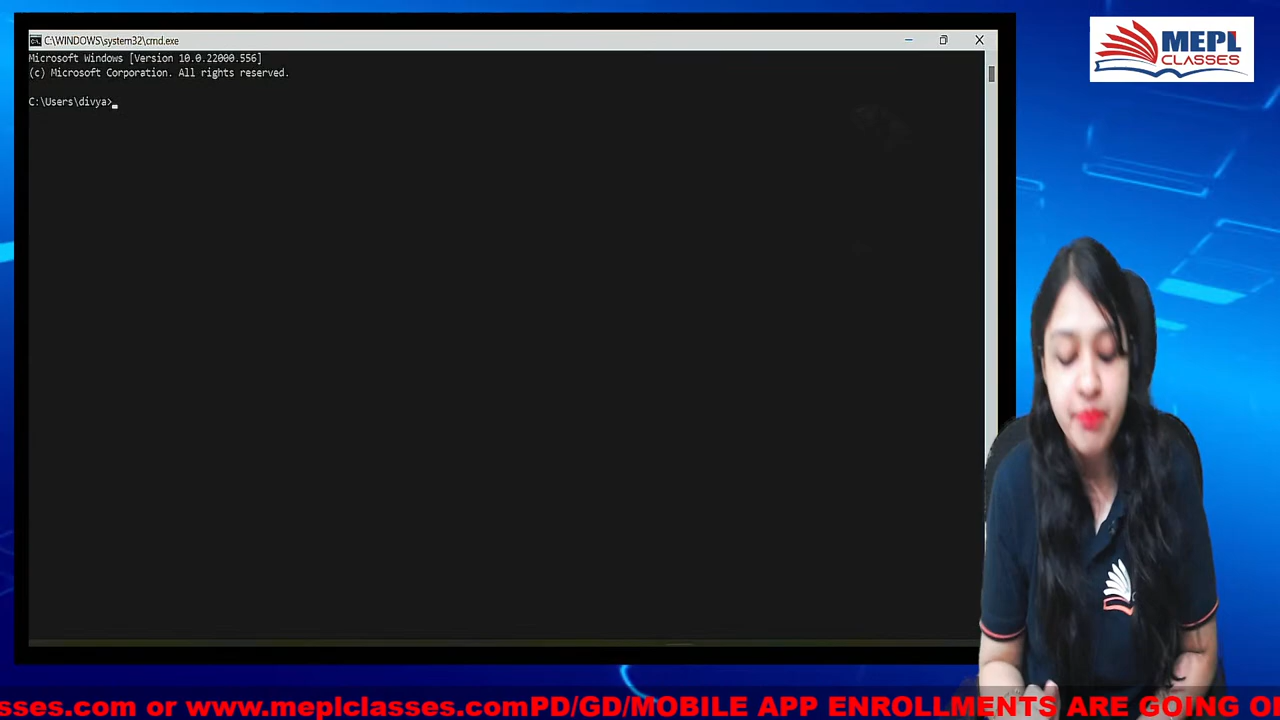 C:\WINDOWS\system32\cmd.exe
MEPL
CLASSES
Microsoft Windows [Version 10.0.22000.556]
(c) Microsoft Corporation. All rights reserved.
C:\Users\divya>
sses.com or www.meplclasses.comPD/GD/MOBILE APP ENROLLMENTS ARE GOING O